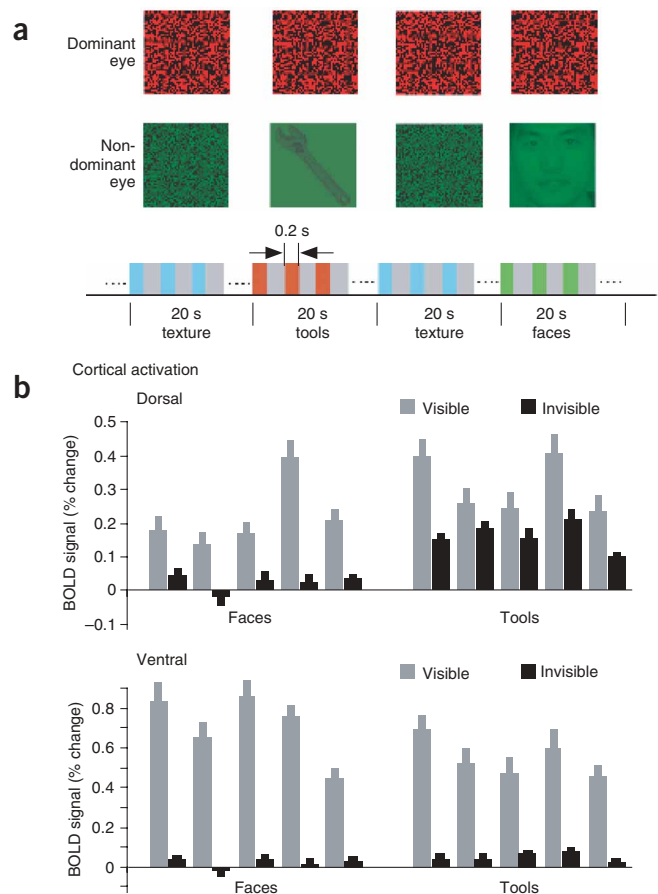 a
Dominant
eye
Non-
dominant
eye
0.2 s
20 s 20 s 20 s 20 s
texture tools texture faces
Cortical activation
b
Dorsal
Visible Invisible
BOLD signal (% change)
0.5
0.4
0.3
0.2
0.1
0
–0.1
Faces Tools
Ventral
Visible Invisible
BOLD signal (% change)
0.8
0.6
0.4
0.2
0
Faces Tools